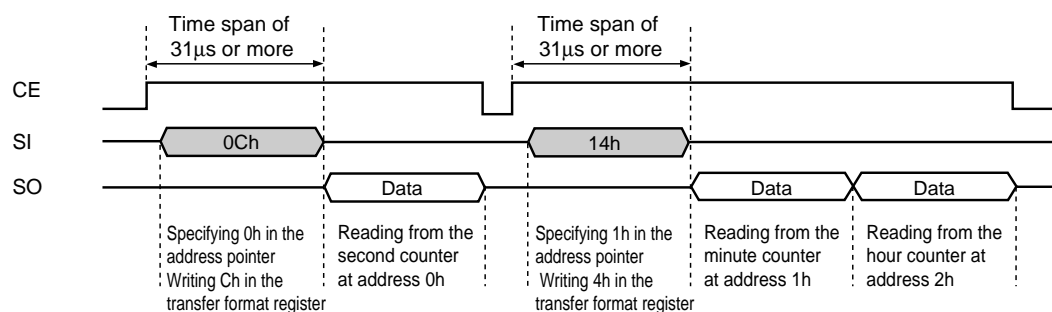 Time span of
31μs or more
Time span of
31μs or more
CE
SI
0Ch
14h
SO
Data
Data
Data
Specifying 0h in the
address pointer
Writing Ch in the
transfer format register
Reading from the
second counter
at address 0h
Specifying 1h in the
address pointer
Writing 4h in the
transfer format register
Reading from the
minute counter
at address 1h
Reading from the
hour counter at
address 2h